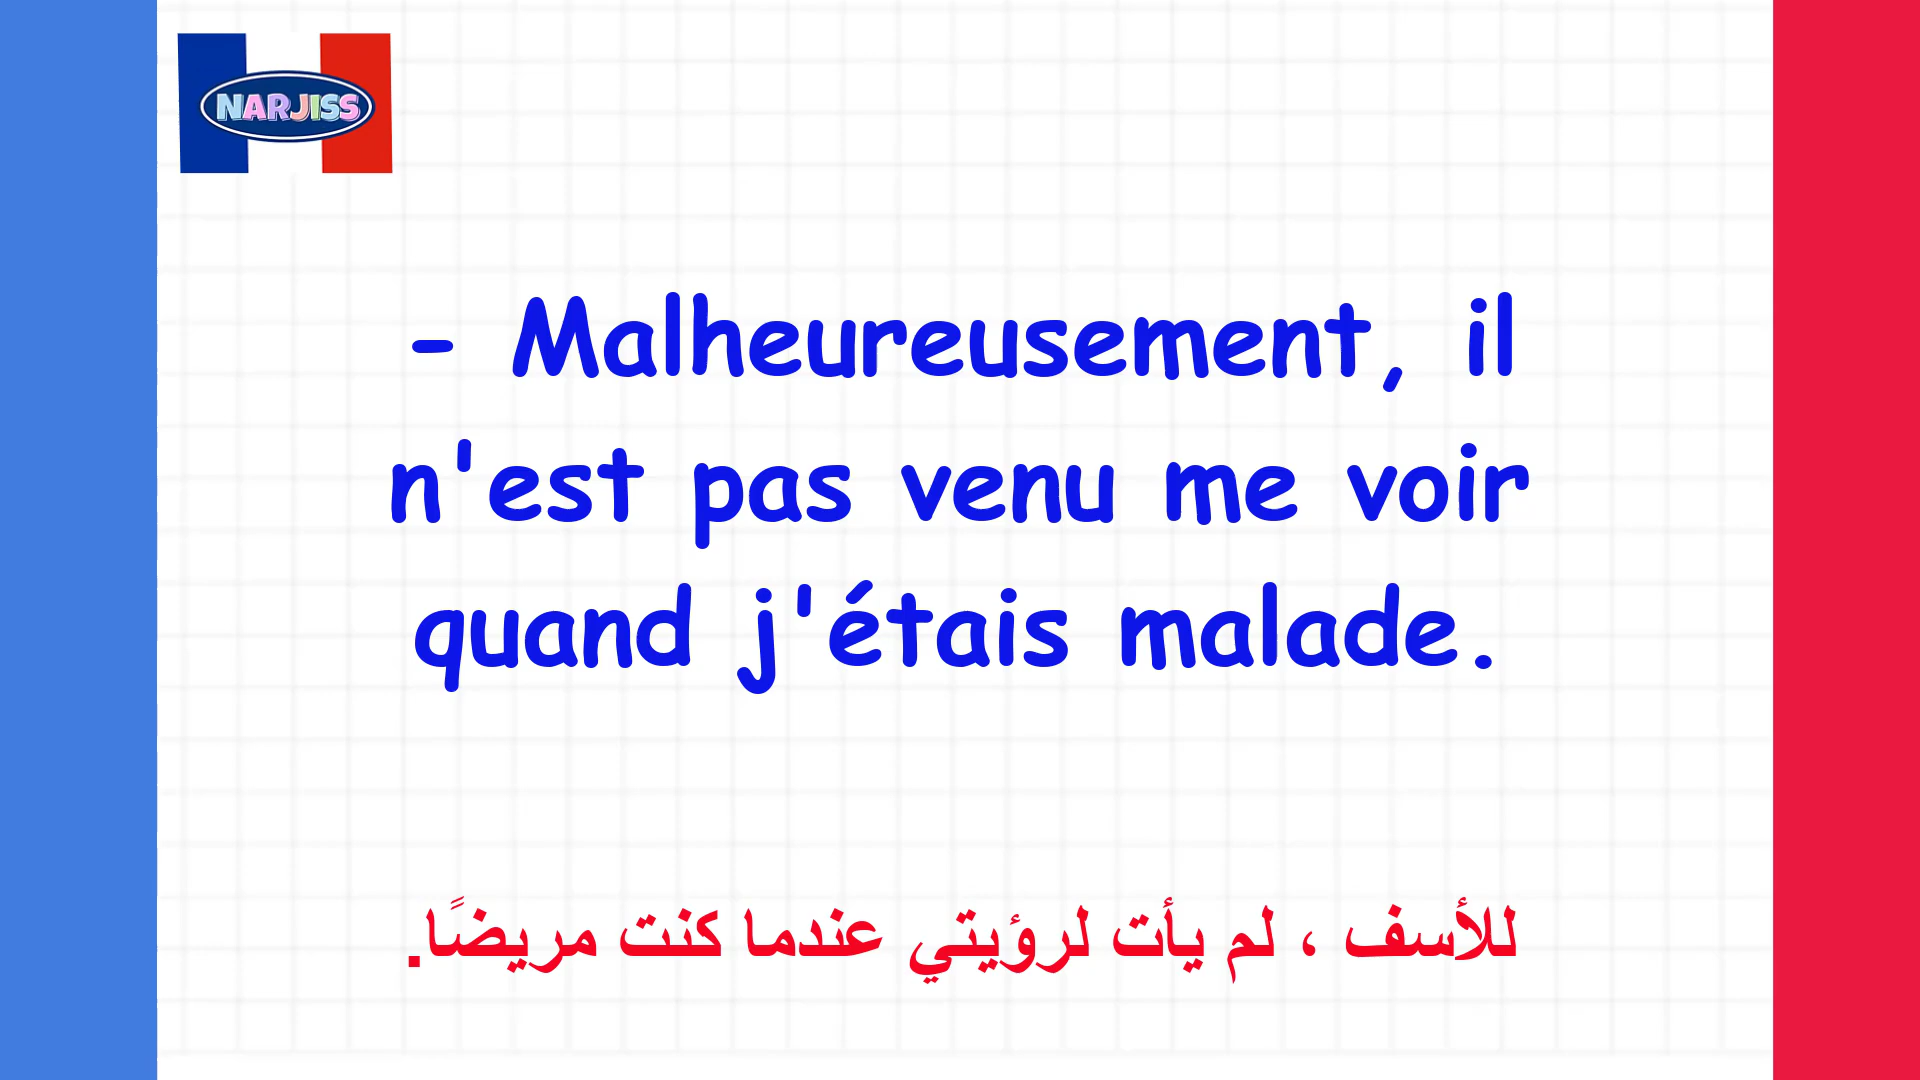 NARJISS
- Malheureusement, il
n'est pas venu me voir
quand j'étais malade.
للأسف ، لم يأت لرؤيتي عندما كنت مريضًا.